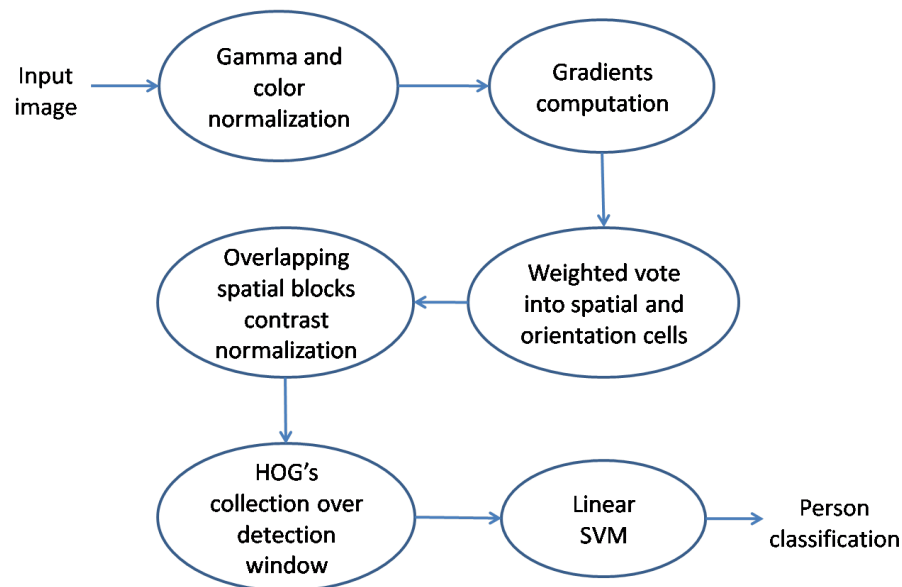 Input
image
Gamma and
color
normalization
Gradients
computation
Weighted vote
into spatial and
orientation cells
Overlapping
spatial blocks
contrast
normalization
HOG's
collection over
detection
window
Linear
SVM
Person
classification